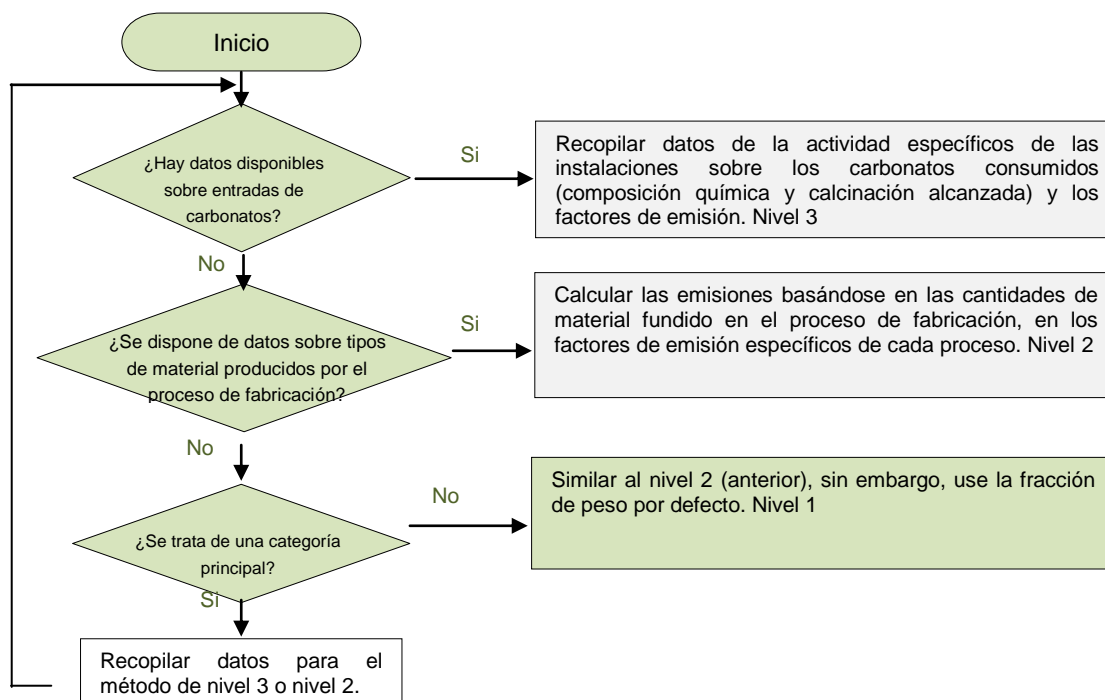 Inicio
¿Hay datos disponibles
sobre entradas de
carbonatos?
Si
Recopilar datos de la actividad específicos de las
instalaciones sobre los carbonatos consumidos
(composición química y calcinación alcanzada) y los
factores de emisión. Nivel 3
No
¿Se dispone de datos sobre tipos
de material producidos por el
proceso de fabricación?
Si
Calcular las emisiones basándose en las cantidades de
material fundido en el proceso de fabricación, en los
factores de emisión específicos de cada proceso. Nivel 2
No
¿Se trata de una categoría
principal?
No
Similar al nivel 2 (anterior), sin embargo, use la fracción
de peso por defecto. Nivel 1
Si
Recopilar datos para el
método de nivel 3 o nivel 2.